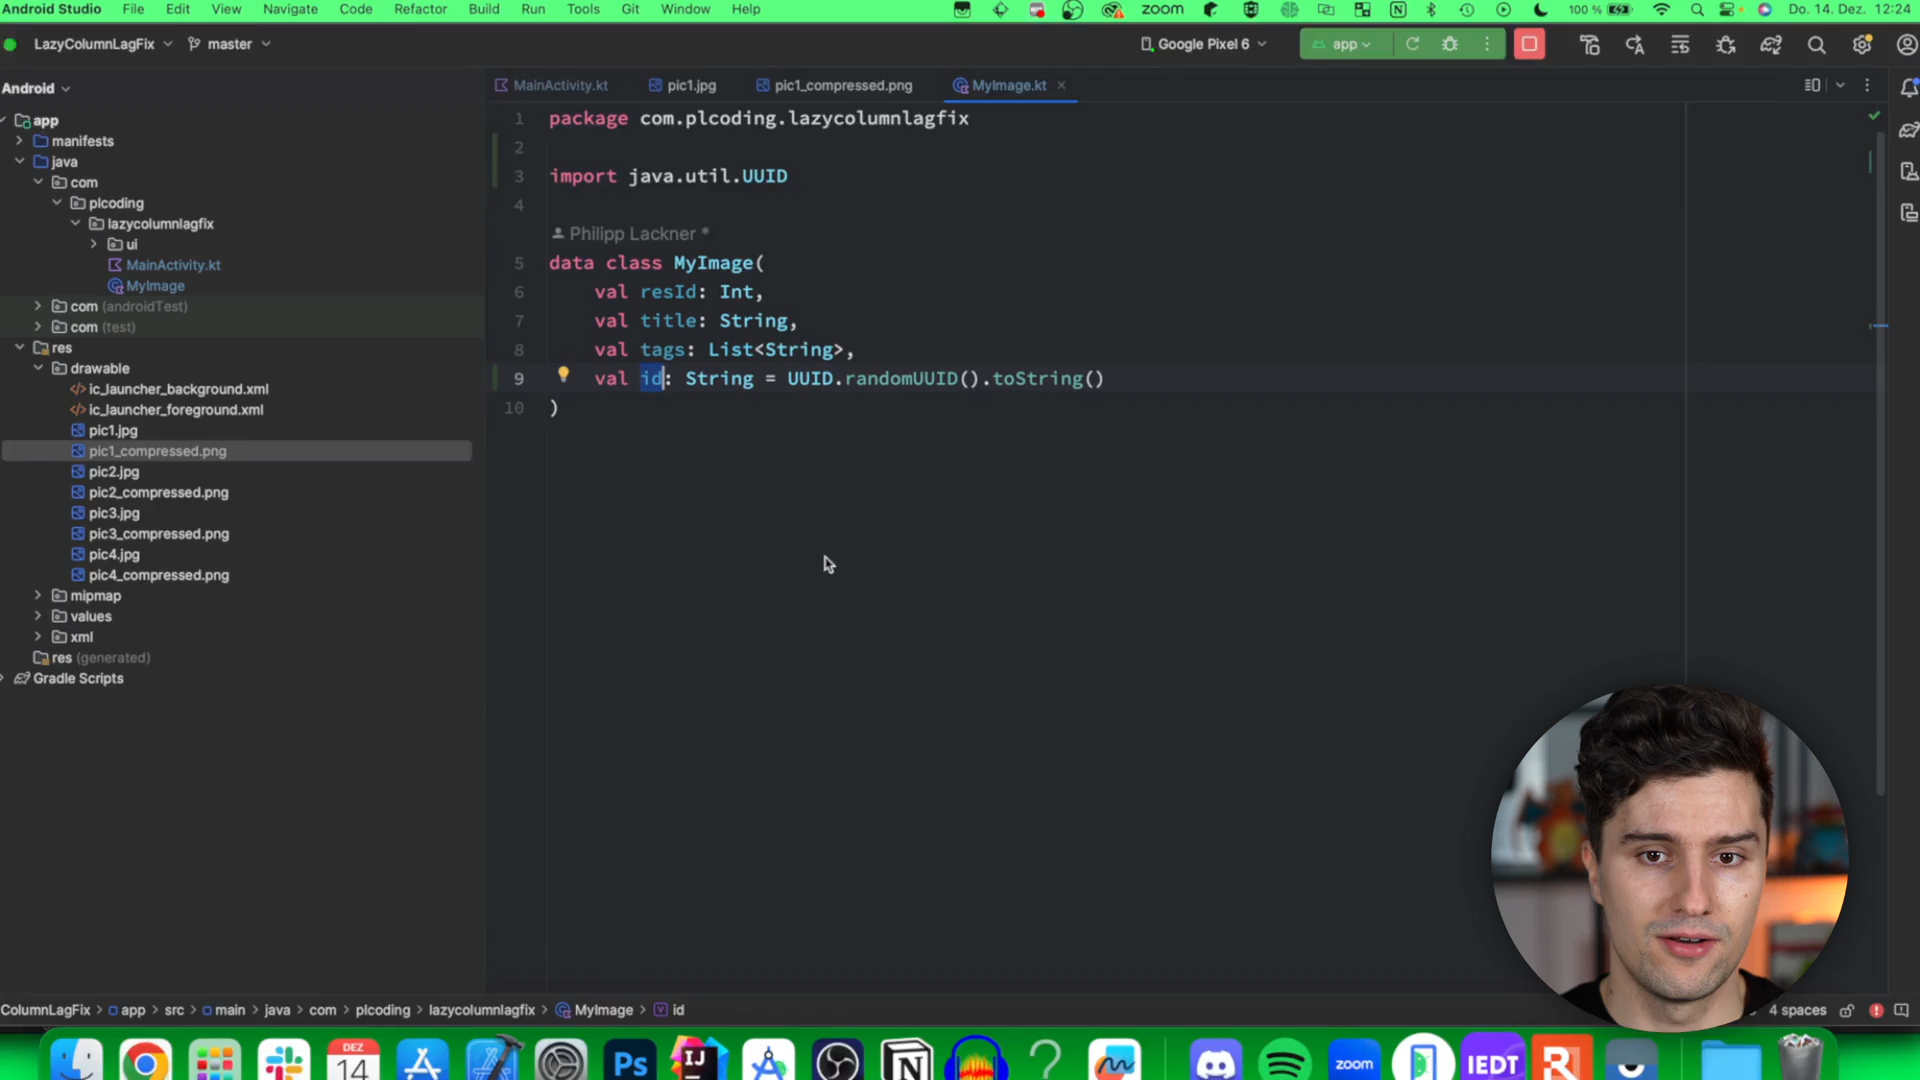 Android Studio File Edit View Navigate Code Refactor Build Run Tools Git Window Help zoom 100 % Do. 14. Dez. 12:24
LazyColumnLagFix master Google Pixel 6 app
Android
MainActivity.kt pic1.jpg pic1_compressed.png MyImage.kt
app
manifests
java
com
plcoding
lazycolumnlagfix
ui
MainActivity.kt
MyImage
com (androidTest)
com (test)
res
drawable
ic_launcher_background.xml
ic_launcher_foreground.xml
pic1.jpg
pic1_compressed.png
pic2.jpg
pic2_compressed.png
pic3.jpg
pic3_compressed.png
pic4.jpg
pic4_compressed.png
mipmap
values
xml
res (generated)
Gradle Scripts
1 package com.plcoding.lazycolumnlagfix
2
3 import java.util.UUID
4
Philipp Lackner *
5 data class MyImage(
6 val resId: Int,
7 val title: String,
8 val tags: List<String>,
9 val id: String = UUID.randomUUID().toString()
10 )
ColumnLagFix app src main java com plcoding lazycolumnlagfix MyImage id 4 spaces
DEZ
14
Ps
IJ
zoom
IEDT
R